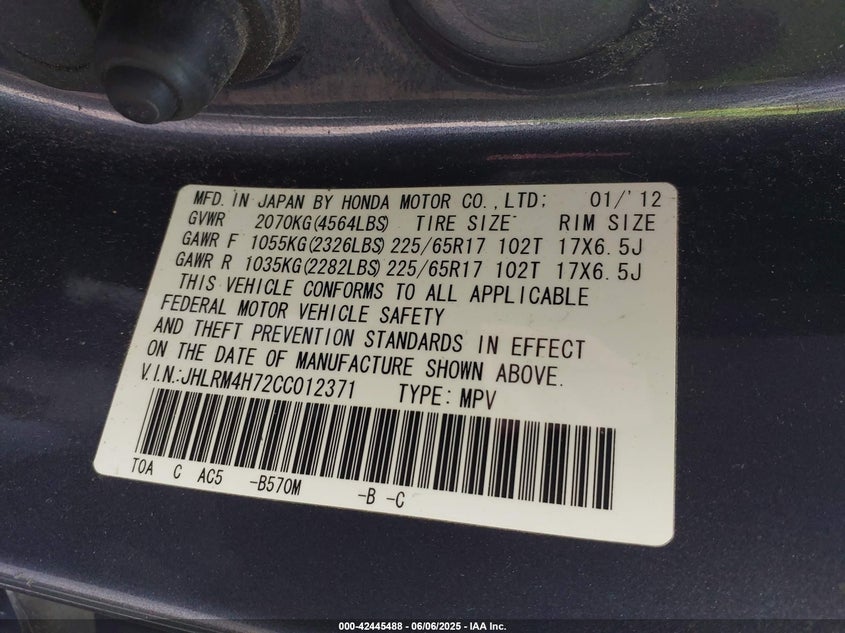 MFD. IN JAPAN BY HONDA MOTOR CO., LTD; 01/'12
GVWR 2070KG(4564LBS) TIRE SIZE RIM SIZE
GAWR F 1055KG(2326LBS) 225/65R17 102T 17X6.5J
GAWR R 1035KG(2282LBS) 225/65R17 102T 17X6.5J
THIS VEHICLE CONFORMS TO ALL APPLICABLE
FEDERAL MOTOR VEHICLE SAFETY
AND THEFT PREVENTION STANDARDS IN EFFECT
ON THE DATE OF MANUFACTURE SHOWN ABOVE.
V.I.N.:JHLRM4H72CC012371 TYPE: MPV
TOA C AC5 -B570M -B -C
000-42445488 - 06/06/2025 - IAA Inc.